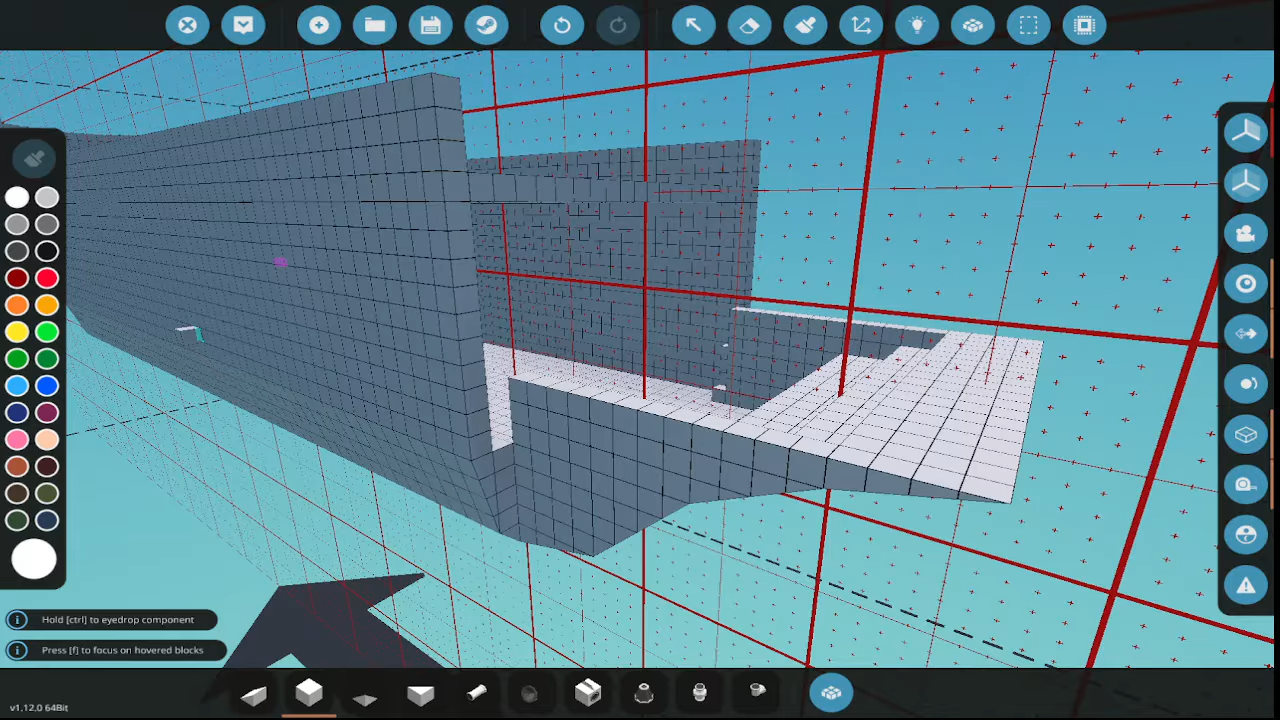 Hold [ctrl] to eyedrop component
Press [f] to focus on hovered blocks
v1.12.0 64Bit